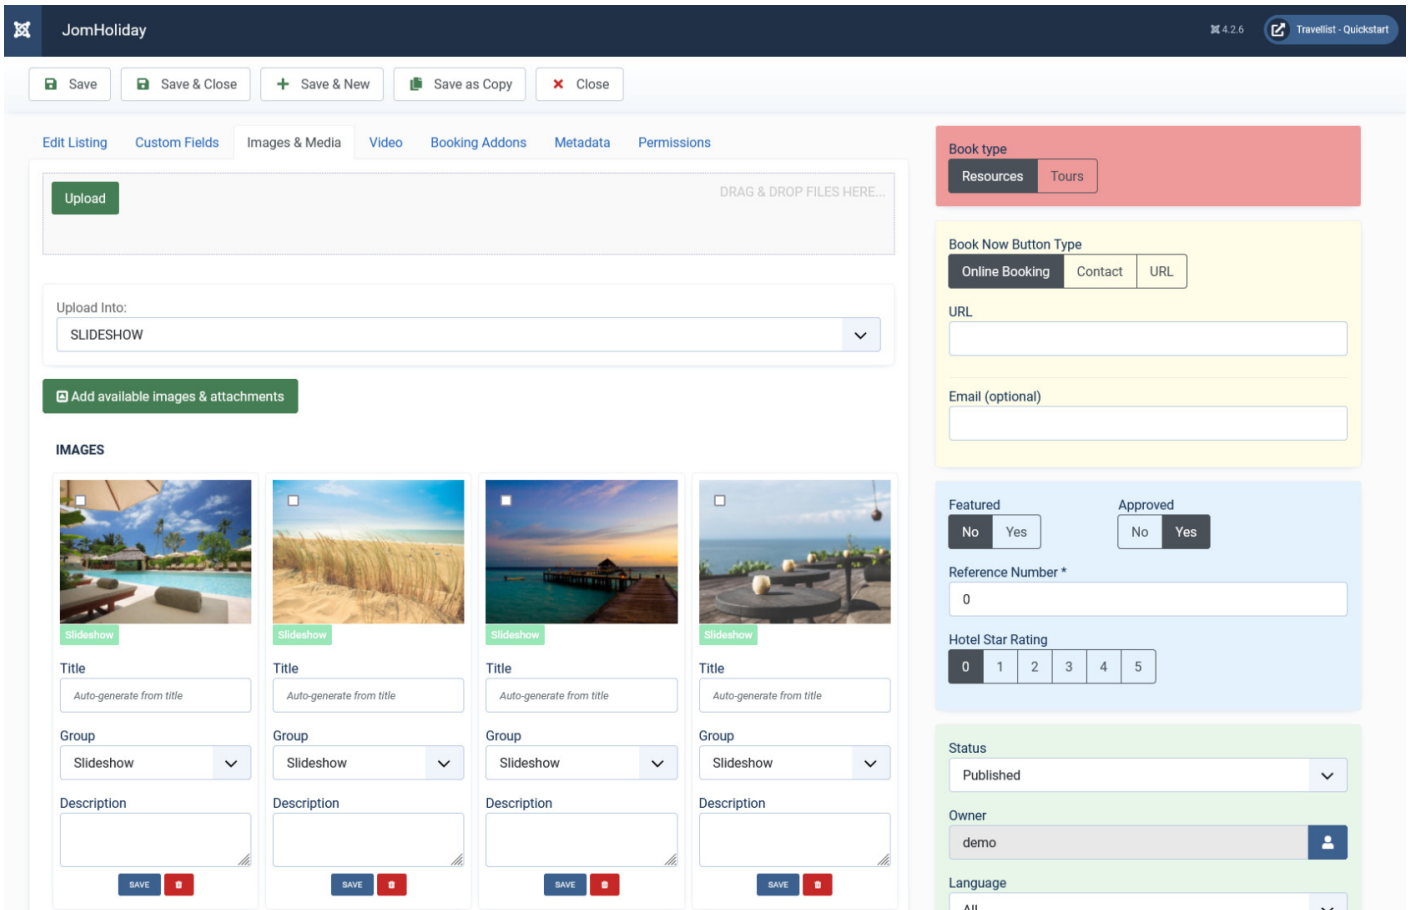 JomHoliday
4.2.6
Travellist - Quickstart
Save
Save & Close
Save & New
Save as Copy
Close
Edit Listing
Custom Fields
Images & Media
Video
Booking Addons
Metadata
Permissions
Upload
DRAG & DROP FILES HERE...
Upload Into:
SLIDESHOW
Add available images & attachments
IMAGES
Slideshow
Slideshow
Slideshow
Slideshow
Title
Title
Title
Title
Auto-generate from title
Auto-generate from title
Auto-generate from title
Auto-generate from title
Group
Group
Group
Group
Slideshow
Slideshow
Slideshow
Slideshow
Description
Description
Description
Description
SAVE
SAVE
SAVE
SAVE
Book type
Resources
Tours
Book Now Button Type
Online Booking
Contact
URL
URL
Email (optional)
Featured
Approved
No
Yes
No
Yes
Reference Number *
0
Hotel Star Rating
0
1
2
3
4
5
Status
Published
Owner
demo
Language
All